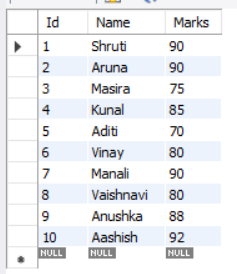 Id Name Marks
1 Shruti 90
2 Aruna 90
3 Masira 75
4 Kunal 85
5 Aditi 70
6 Vinay 80
7 Manali 90
8 Vaishnavi 80
9 Anushka 88
10 Aashish 92
NULL NULL NULL